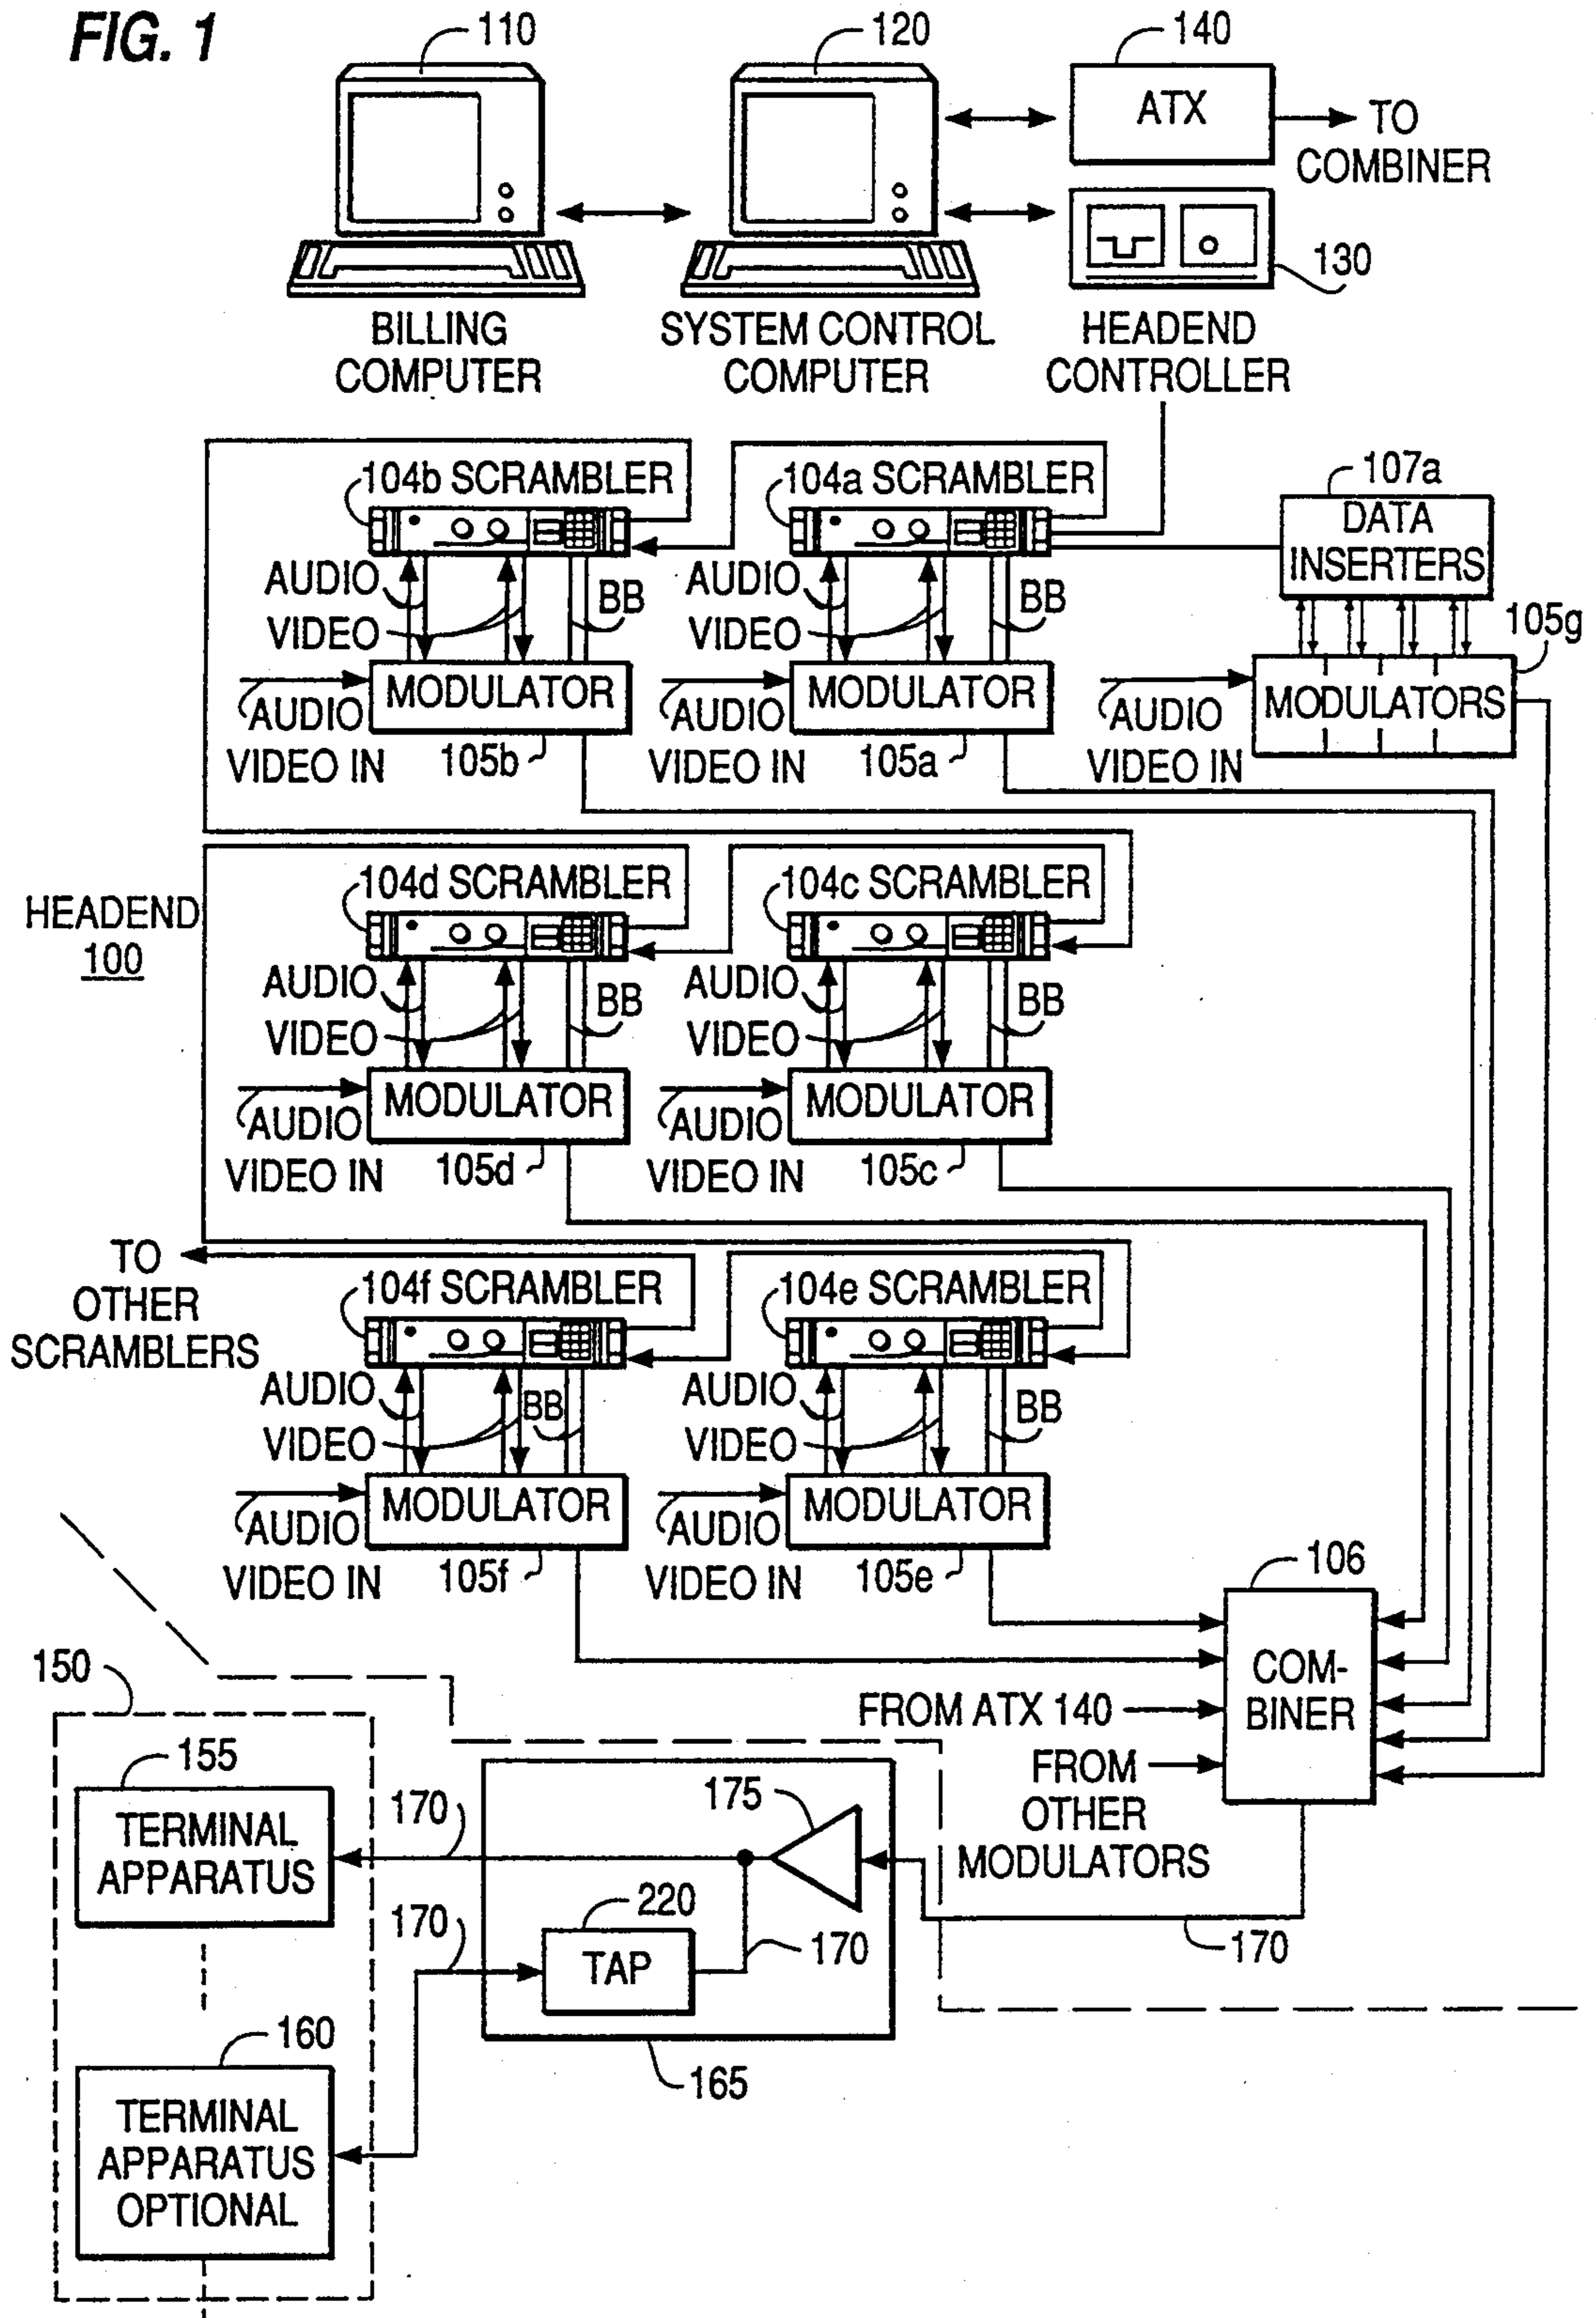 FIG. 1
110
120
140
ATX
TO
COMBINER
130
BILLING
COMPUTER
SYSTEM CONTROL
COMPUTER
HEADEND
CONTROLLER
104b SCRAMBLER
104a SCRAMBLER
107a
DATA
INSERTERS
AUDIO
VIDEO
BB
AUDIO
VIDEO
BB
105g
MODULATOR
AUDIO
VIDEO IN
105b
MODULATOR
AUDIO
VIDEO IN
105a
MODULATORS
AUDIO
VIDEO IN
HEADEND
100
104d SCRAMBLER
104c SCRAMBLER
AUDIO
VIDEO
BB
AUDIO
VIDEO
BB
MODULATOR
AUDIO
VIDEO IN
105d
MODULATOR
AUDIO
VIDEO IN
105c
TO
OTHER
SCRAMBLERS
104f SCRAMBLER
104e SCRAMBLER
AUDIO
VIDEO
BB
AUDIO
VIDEO
BB
MODULATOR
AUDIO
VIDEO IN
105f
MODULATOR
AUDIO
VIDEO IN
105e
106
COM-
BINER
FROM ATX 140
FROM
OTHER
MODULATORS
150
155
TERMINAL
APPARATUS
170
175
170
220
TAP
170
170
160
TERMINAL
APPARATUS
OPTIONAL
165